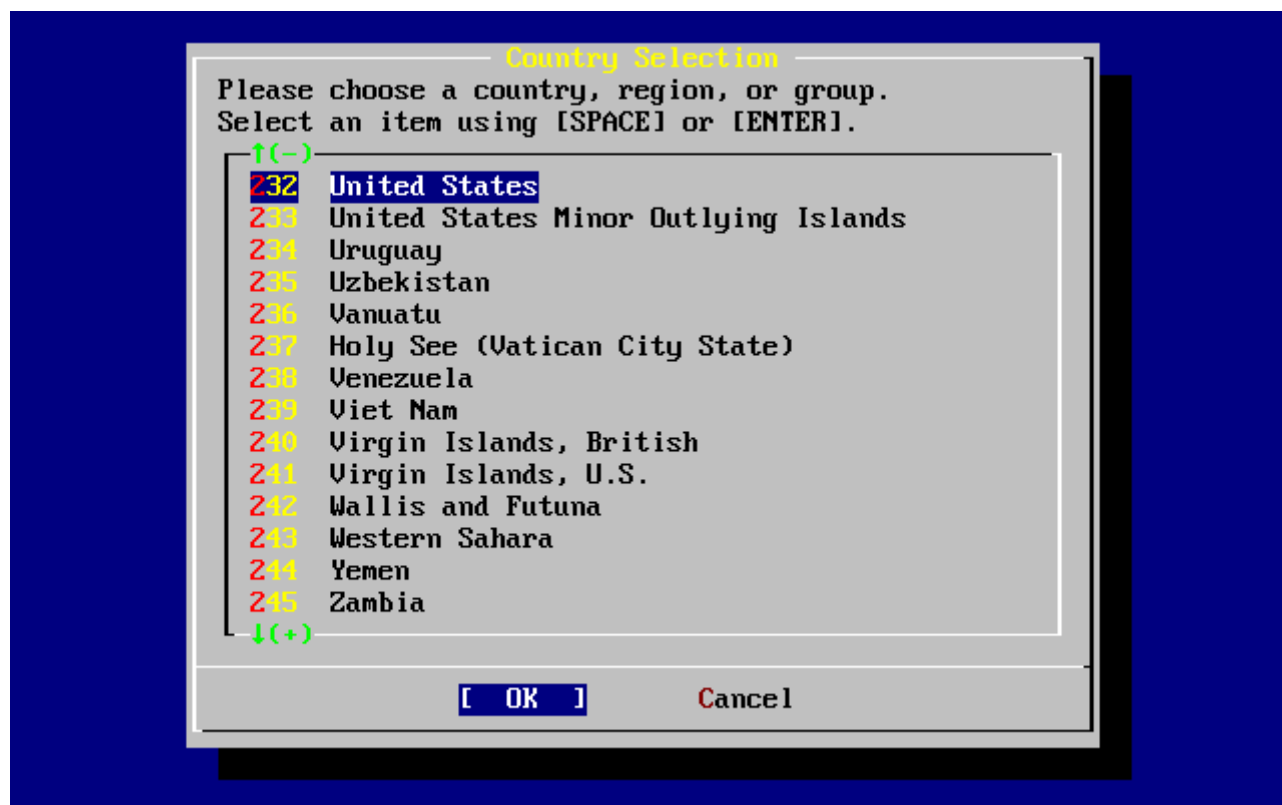 Country Selection
Please choose a country, region, or group.
Select an item using [SPACE] or [ENTER].
↑(-)
232 United States
233 United States Minor Outlying Islands
234 Uruguay
235 Uzbekistan
236 Vanuatu
237 Holy See (Vatican City State)
238 Venezuela
239 Viet Nam
240 Virgin Islands, British
241 Virgin Islands, U.S.
242 Wallis and Futuna
243 Western Sahara
244 Yemen
245 Zambia
↓(+)
[ OK ] Cancel